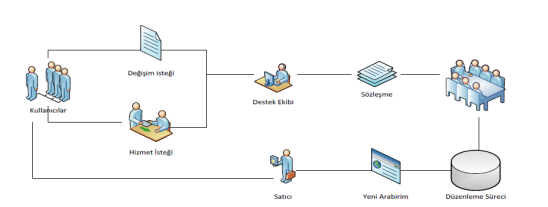 Değişim isteği
Destek Ekibi
Sözleşme
Kullanıcılar
Hizmet İsteği
Satıcı
Yeni Arabirim
Düzenleme Süreci